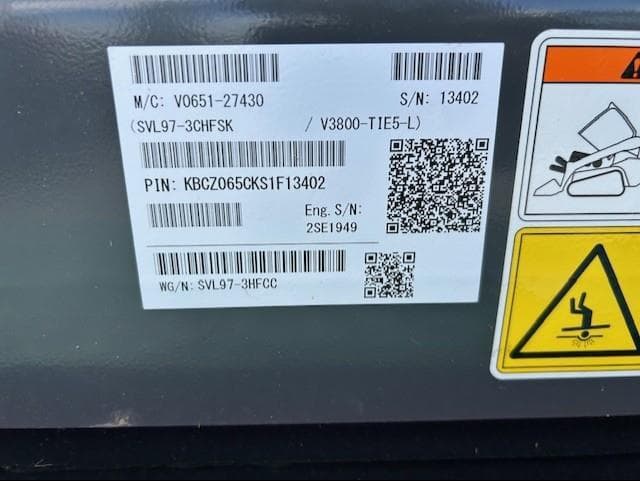 M/C: V0651-27430 S/N: 13402
(SVL97-3CHFSK / V3800-TIE5-L)
PIN: KBCZ065CKS1F13402
Eng. S/N:
2SE1949
WG/N: SVL97-3HFCC